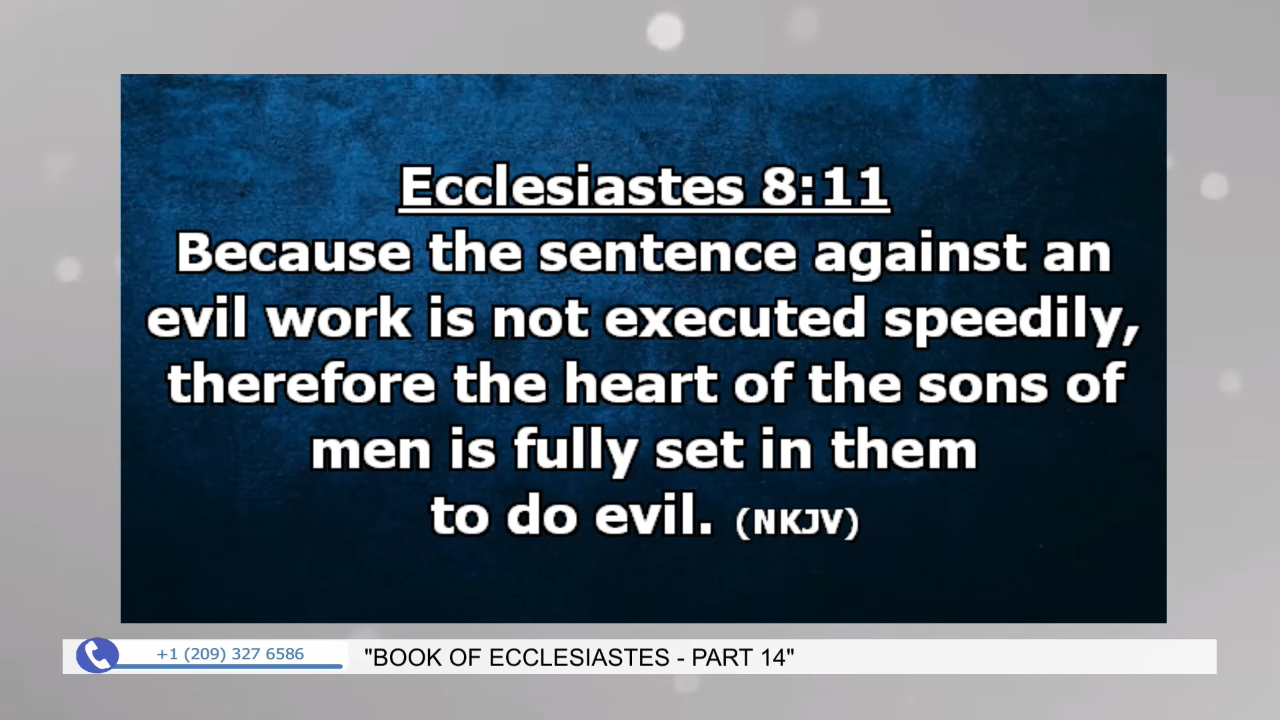 Ecclesiastes 8:11
Because the sentence against an
evil work is not executed speedily,
therefore the heart of the sons of
men is fully set in them
to do evil. (NKJV)
+1 (209) 327 6586
"BOOK OF ECCLESIASTES - PART 14"